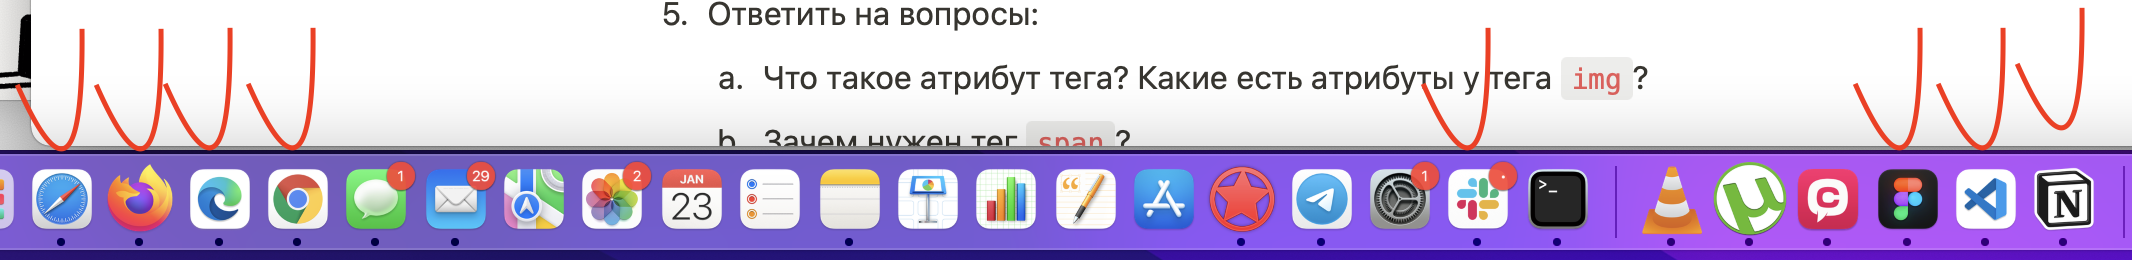 5. Ответить на вопросы:
a. Что такое атрибут тега? Какие есть атрибуты у тега img?
b. Зачем нужен тег span?
1
29
2
JAN
23
1
>_